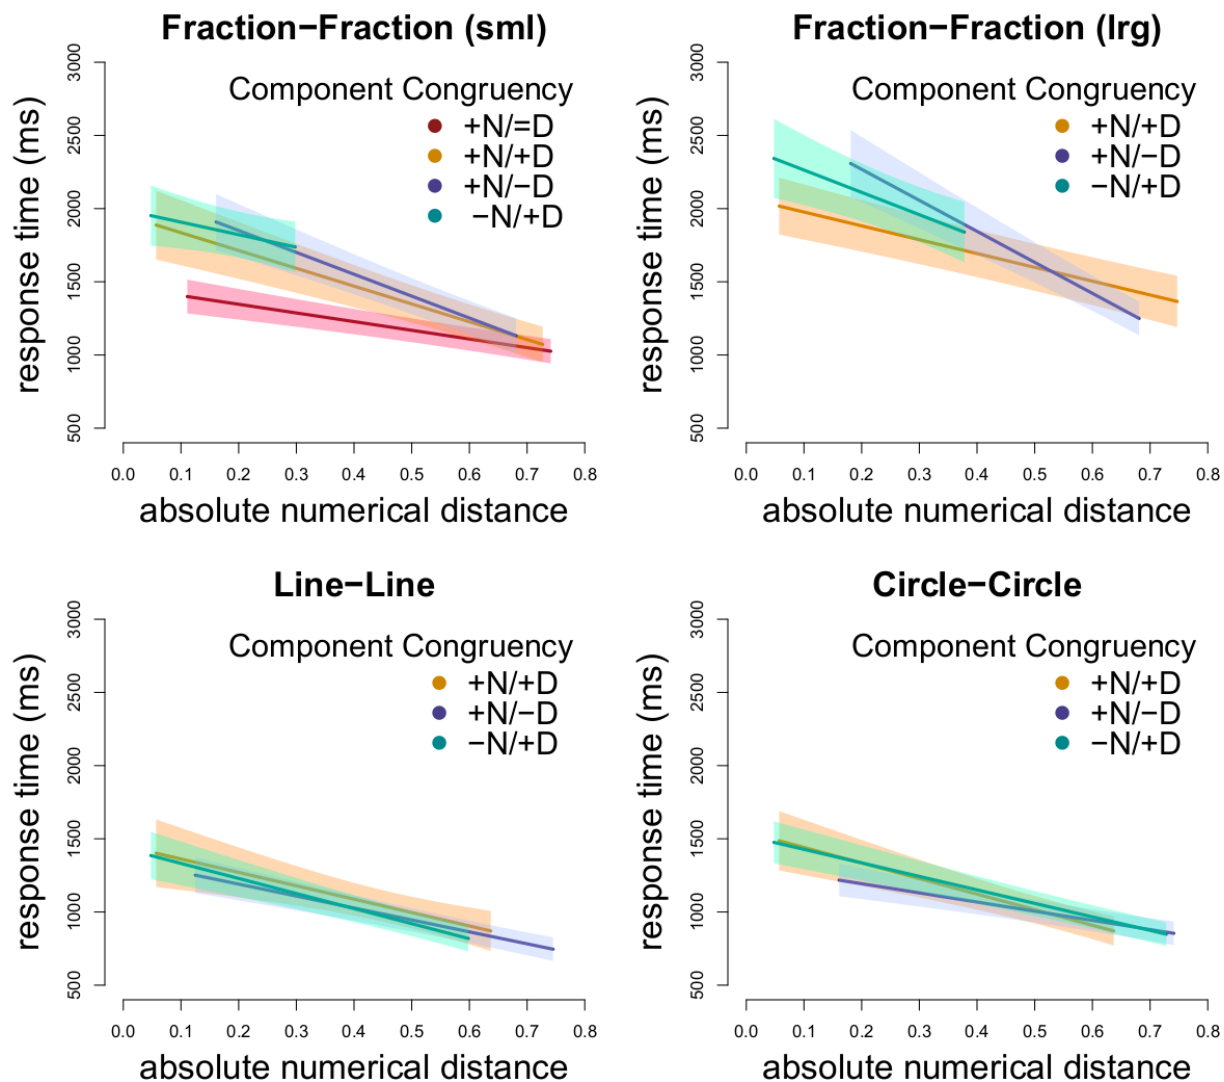 Fraction−Fraction (sml)
response time (ms)
3000
2500
2000
1500
1000
500
Component Congruency
+N/=D
+N/+D
+N/−D
−N/+D
0.0 0.1 0.2 0.3 0.4 0.5 0.6 0.7 0.8
absolute numerical distance
Fraction−Fraction (lrg)
response time (ms)
3000
2500
2000
1500
1000
500
Component Congruency
+N/+D
+N/−D
−N/+D
0.0 0.1 0.2 0.3 0.4 0.5 0.6 0.7 0.8
absolute numerical distance
Line−Line
response time (ms)
3000
2500
2000
1500
1000
500
Component Congruency
+N/+D
+N/−D
−N/+D
0.0 0.1 0.2 0.3 0.4 0.5 0.6 0.7 0.8
absolute numerical distance
Circle−Circle
response time (ms)
3000
2500
2000
1500
1000
500
Component Congruency
+N/+D
+N/−D
−N/+D
0.0 0.1 0.2 0.3 0.4 0.5 0.6 0.7 0.8
absolute numerical distance